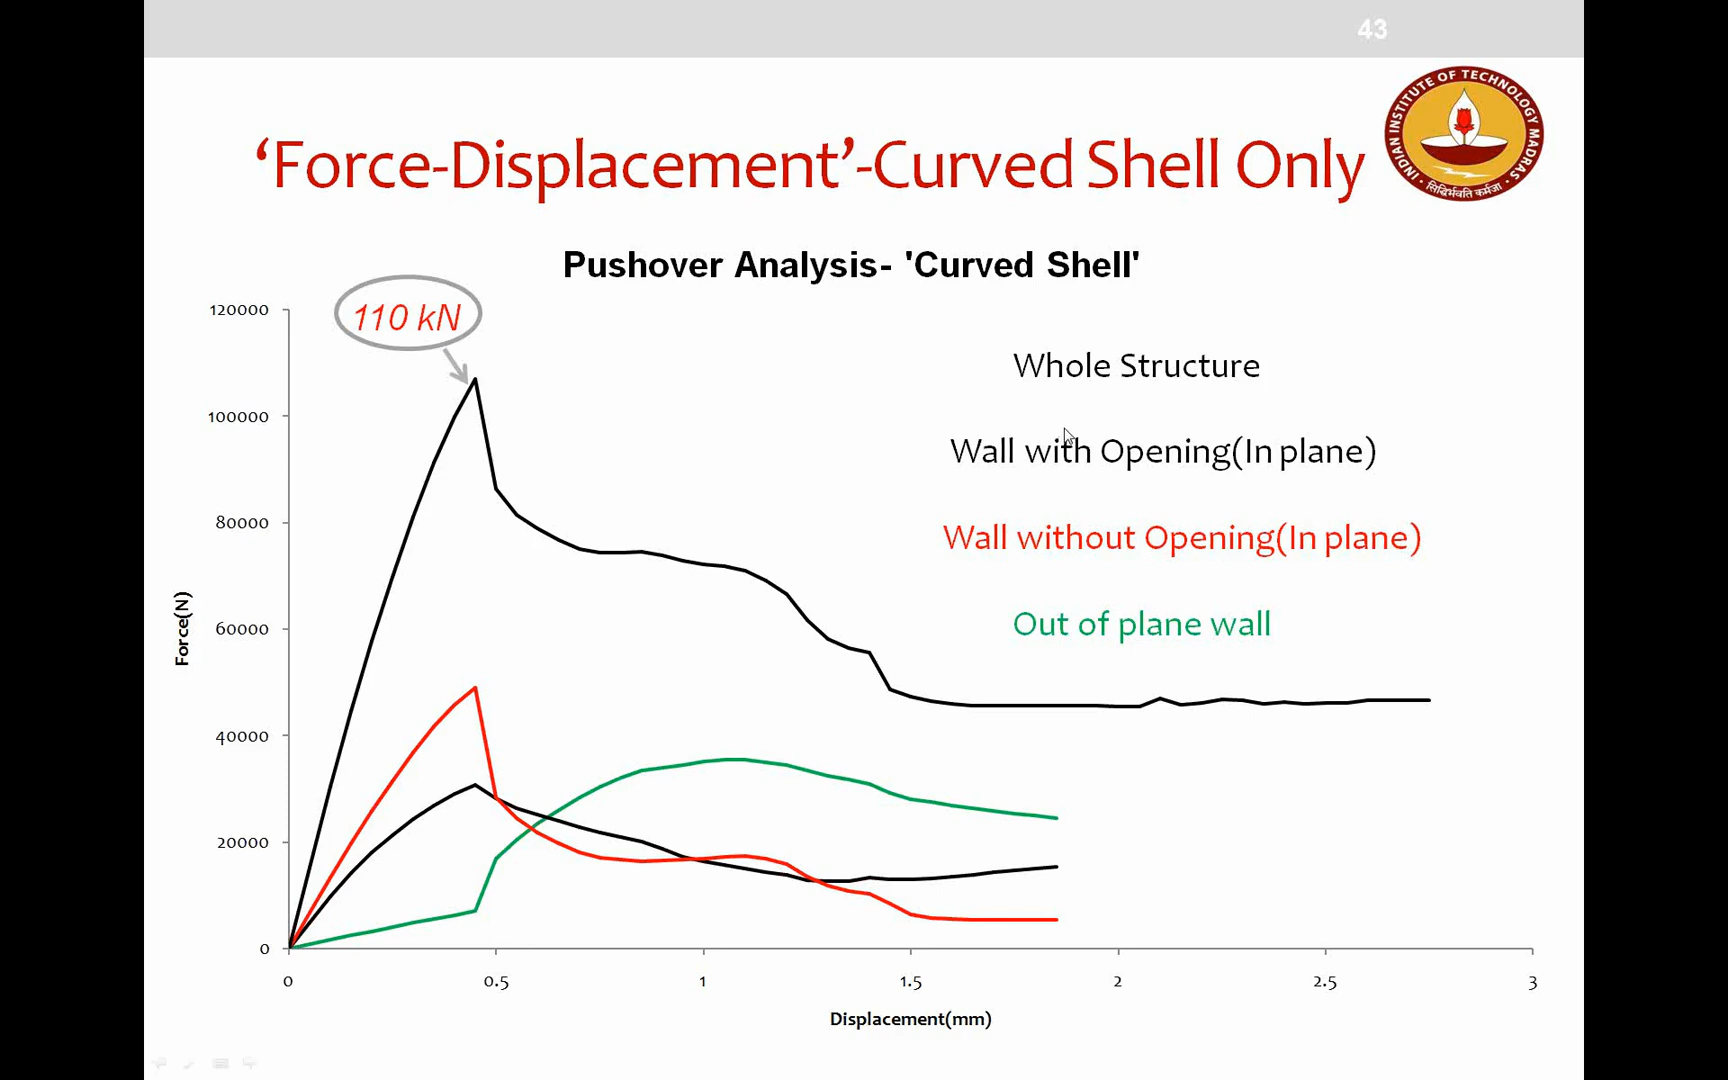 43
INDIAN INSTITUTE OF TECHNOLOGY MADRAS
सिद्धिर्भवति कर्मजा
‘Force-Displacement’-Curved Shell Only
Pushover Analysis- 'Curved Shell'
110 kN
Whole Structure
Wall with Opening(In plane)
Wall without Opening(In plane)
Out of plane wall
Force(N)
120000
100000
80000
60000
40000
20000
0
0 0.5 1 1.5 2 2.5 3
Displacement(mm)